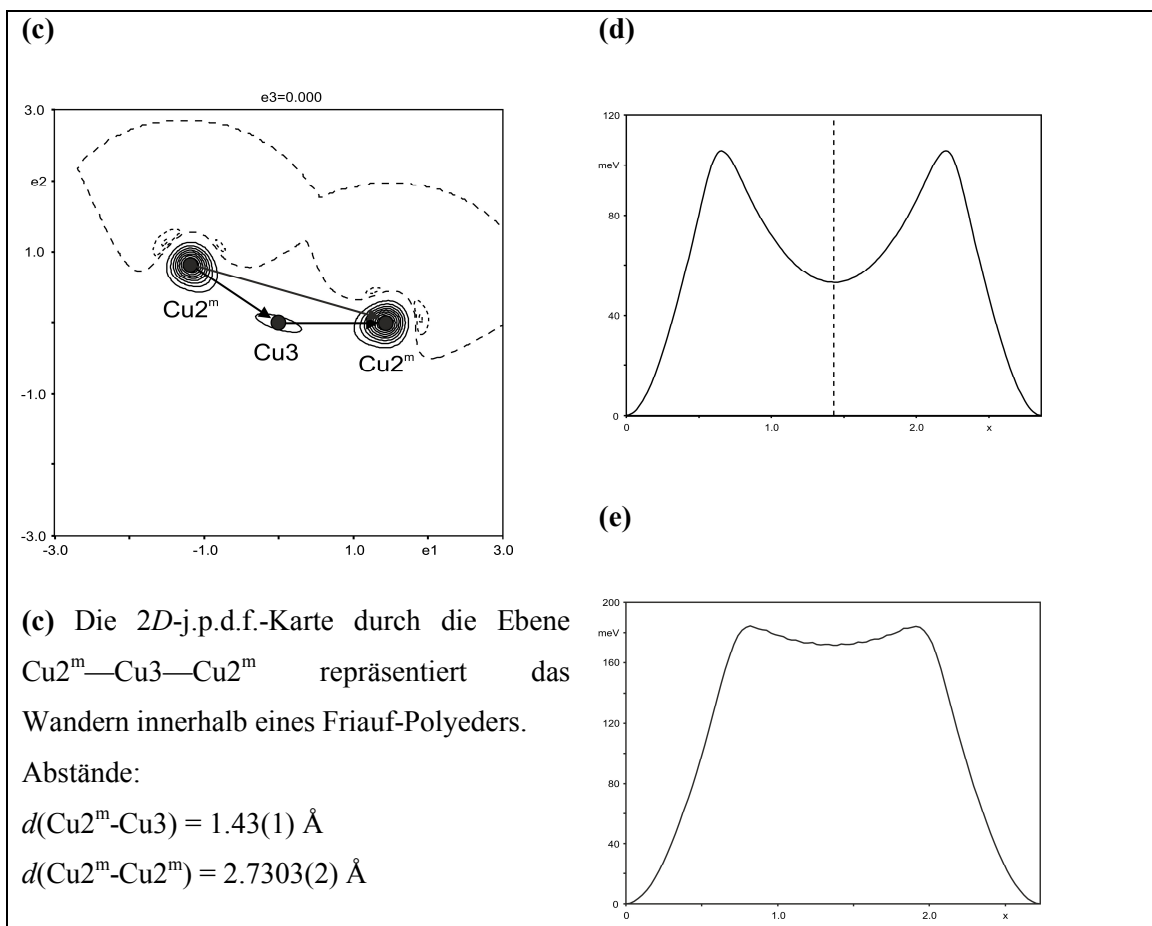 (c)
e3=0.000
3.0
e2
1.0
-1.0
-3.0
-3.0
-1.0
1.0
e1
3.0
Cu2ᵐ
Cu3
Cu2ᵐ
(c) Die 2D-j.p.d.f.-Karte durch die Ebene
Cu2ᵐ—Cu3—Cu2ᵐ repräsentiert das
Wandern innerhalb eines Friauf-Polyeders.
Abstände:
d(Cu2ᵐ-Cu3) = 1.43(1) Å
d(Cu2ᵐ-Cu2ᵐ) = 2.7303(2) Å
(d)
120
meV
80
40
0
0
1.0
2.0
x
(e)
200
meV
160
120
80
40
0
0
1.0
2.0
x